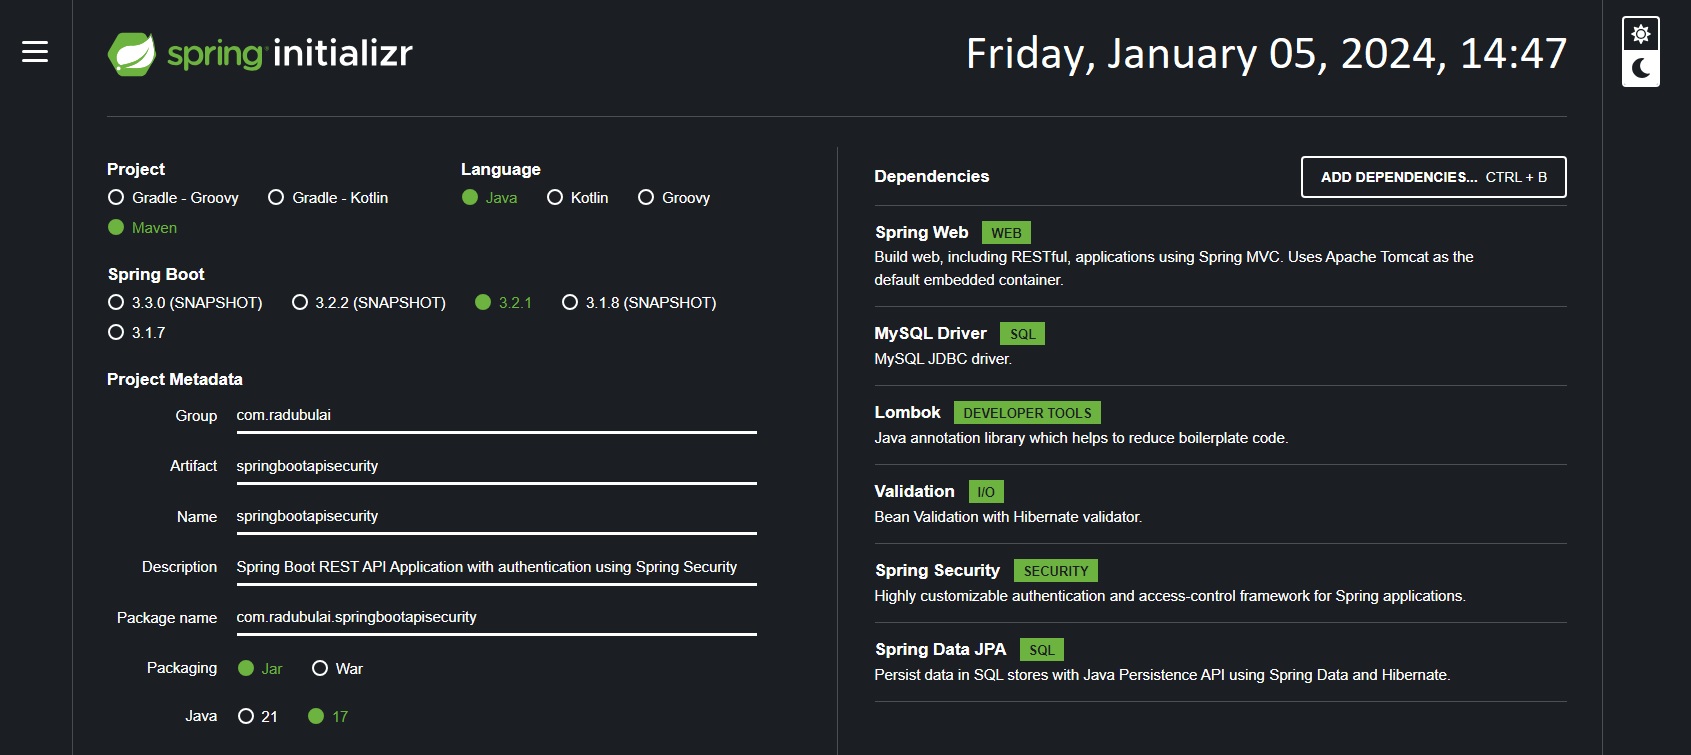 spring initializr
Friday, January 05, 2024, 14:47
Project
Gradle - Groovy Gradle - Kotlin
Maven
Language
Java Kotlin Groovy
Spring Boot
3.3.0 (SNAPSHOT) 3.2.2 (SNAPSHOT) 3.2.1 3.1.8 (SNAPSHOT)
3.1.7
Project Metadata
Group com.radubulai
Artifact springbootapisecurity
Name springbootapisecurity
Description Spring Boot REST API Application with authentication using Spring Security
Package name com.radubulai.springbootapisecurity
Packaging Jar War
Java 21 17
Dependencies ADD DEPENDENCIES... CTRL + B
Spring Web WEB
Build web, including RESTful, applications using Spring MVC. Uses Apache Tomcat as the
default embedded container.
MySQL Driver SQL
MySQL JDBC driver.
Lombok DEVELOPER TOOLS
Java annotation library which helps to reduce boilerplate code.
Validation I/O
Bean Validation with Hibernate validator.
Spring Security SECURITY
Highly customizable authentication and access-control framework for Spring applications.
Spring Data JPA SQL
Persist data in SQL stores with Java Persistence API using Spring Data and Hibernate.